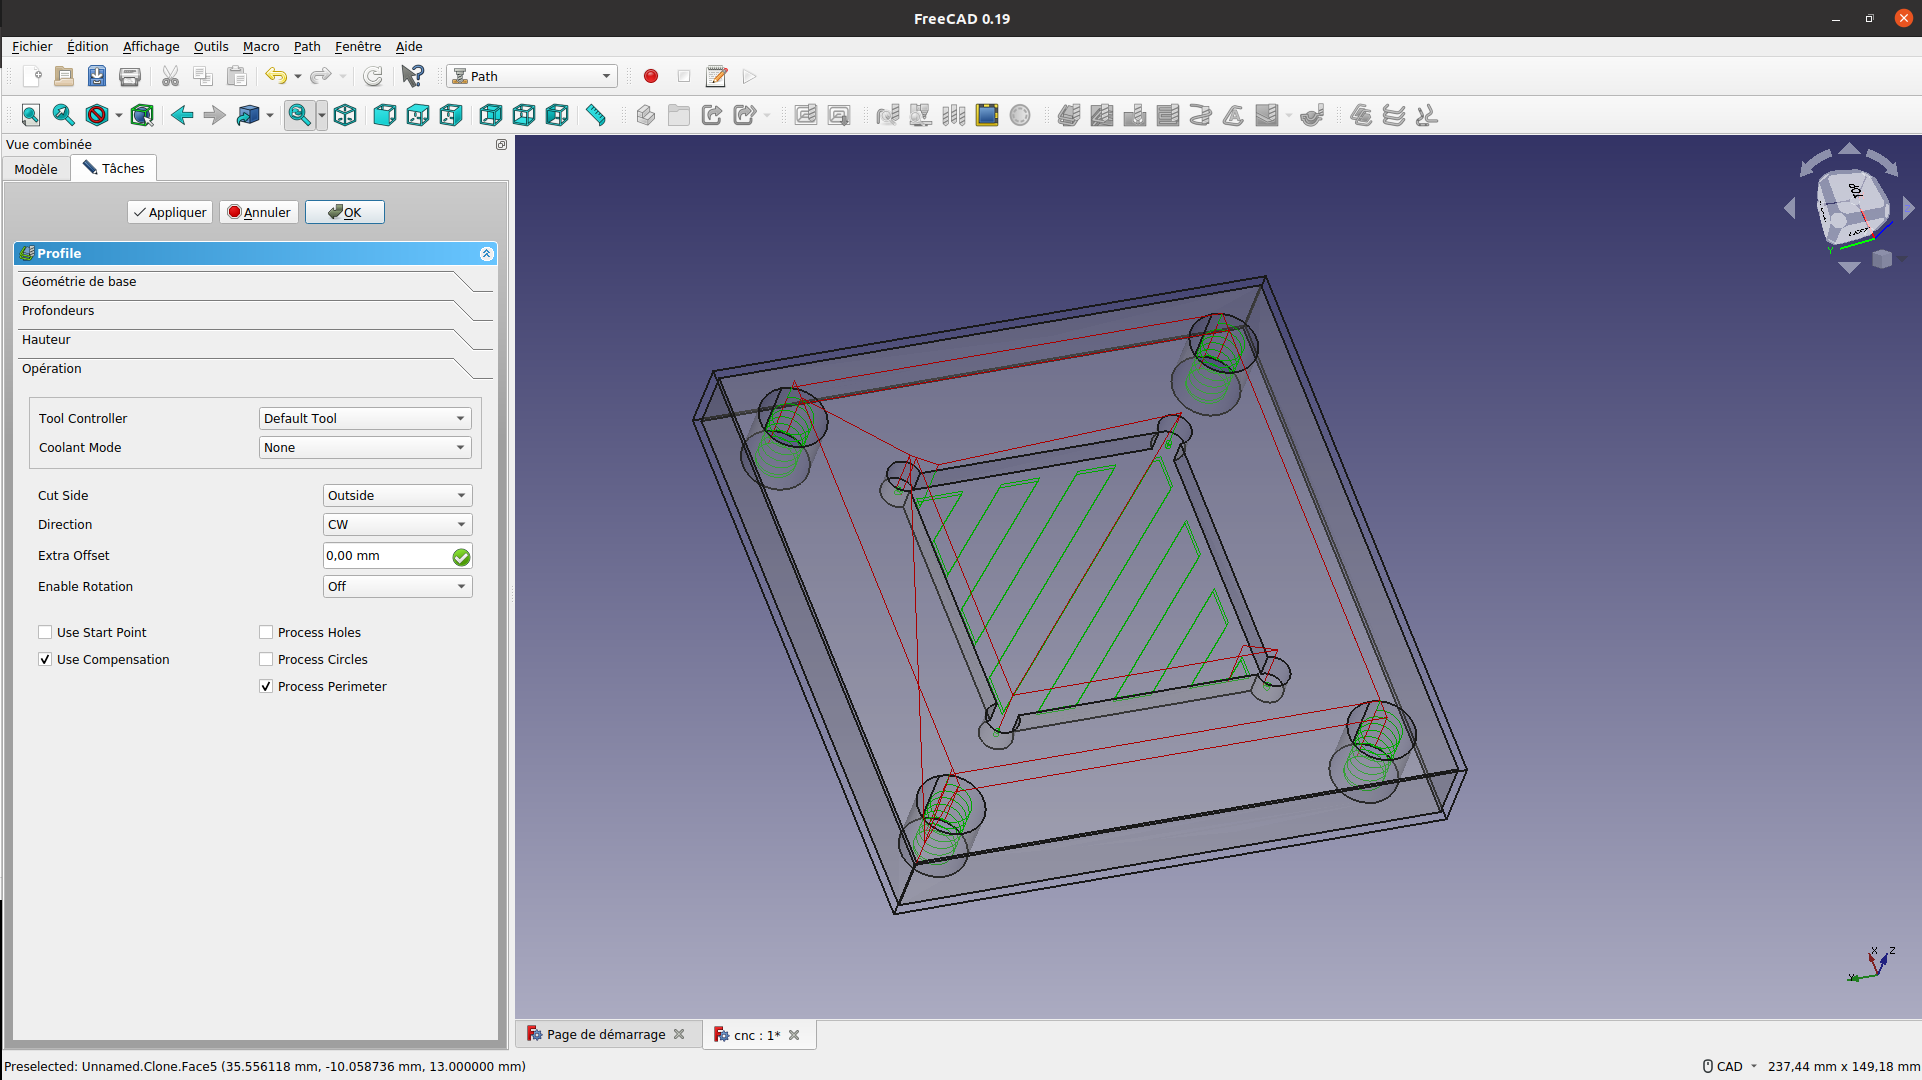 FreeCAD 0.19
Fichier Édition Affichage Outils Macro Path Fenêtre Aide
Path
Vue combinée
Modèle Tâches
Appliquer Annuler OK
Profile
Géométrie de base
Profondeurs
Hauteur
Opération
Tool Controller Default Tool
Coolant Mode None
Cut Side Outside
Direction CW
Extra Offset 0,00 mm
Enable Rotation Off
Use Start Point Process Holes
Use Compensation Process Circles
Process Perimeter
Y
X Z
Y
Page de démarrage cnc : 1*
Preselected: Unnamed.Clone.Face5 (35.556118 mm, -10.058736 mm, 13.000000 mm) CAD 237,44 mm x 149,18 mm